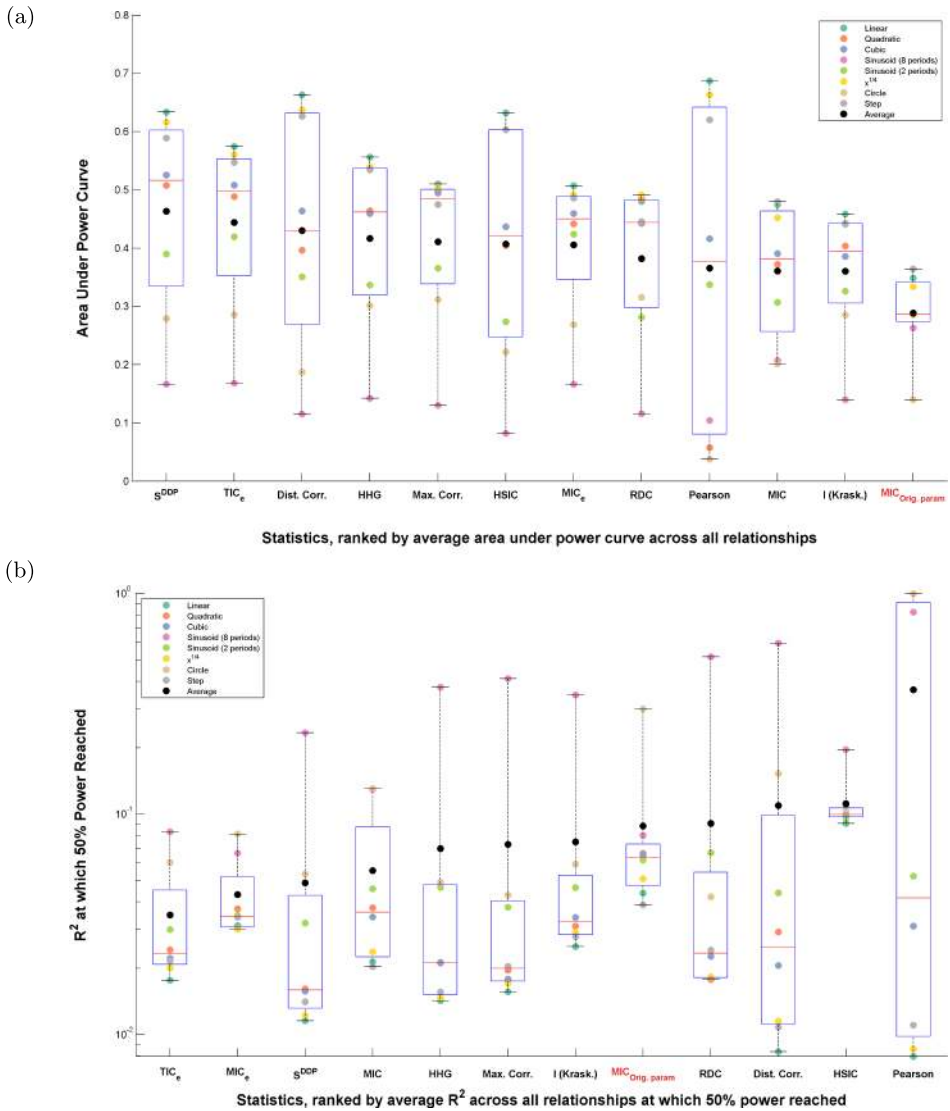 (a)
Area Under Power Curve
0.8
0.7
0.6
0.5
0.4
0.3
0.2
0.1
0
Linear
Quadratic
Cubic
Sinusoid (8 periods)
Sinusoid (2 periods)
x^1/4
Circle
Step
Average
S^DDP TIC_e Dist. Corr. HHG Max. Corr. HSIC MIC_e RDC Pearson MIC I (Krask.) MIC_Orig. param
Statistics, ranked by average area under power curve across all relationships
(b)
R^2 at which 50% Power Reached
10^0
10^-1
10^-2
Linear
Quadratic
Cubic
Sinusoid (8 periods)
Sinusoid (2 periods)
x^1/4
Circle
Step
Average
TIC_e MIC_e S^DDP MIC HHG Max. Corr. I (Krask.) MIC_Orig. param RDC Dist. Corr. HSIC Pearson
Statistics, ranked by average R^2 across all relationships at which 50% power reached